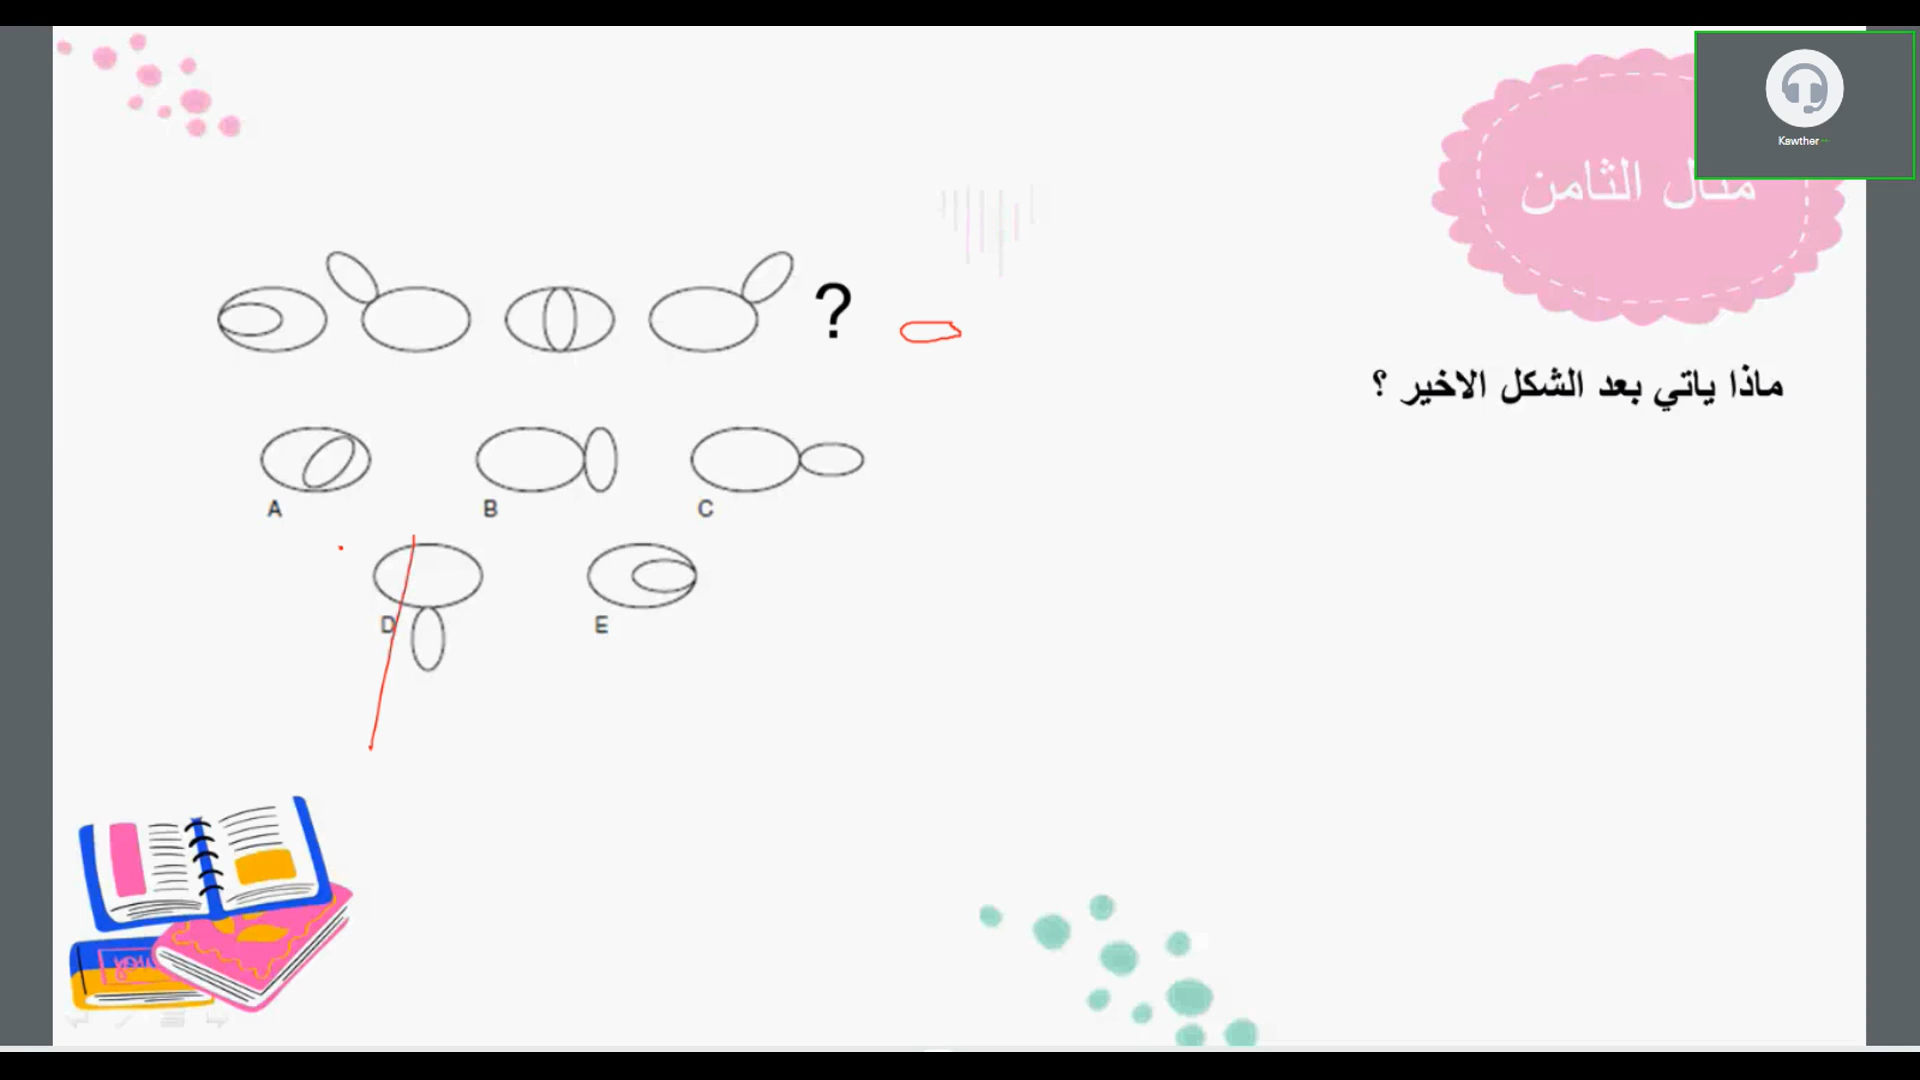 Kawther
مثال الثامن
?
ماذا ياتي بعد الشكل الاخير ؟
A
B
C
D
E